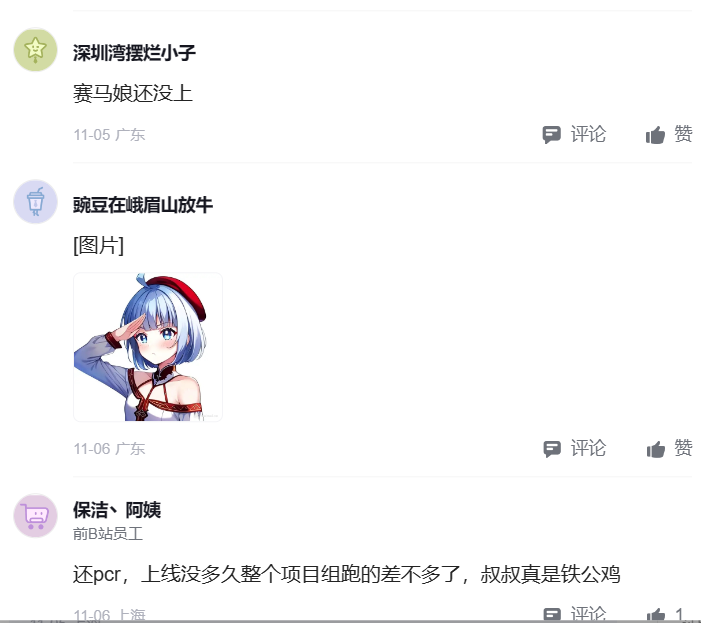 深圳湾摆烂小子
赛马娘还没上
11-05 广东
评论
赞
豌豆在峨眉山放牛
[图片]
11-06 广东
评论
赞
保洁丶阿姨
前B站员工
还pcr，上线没多久整个项目组跑的差不多了，叔叔真是铁公鸡
11-06 上海
评论
1